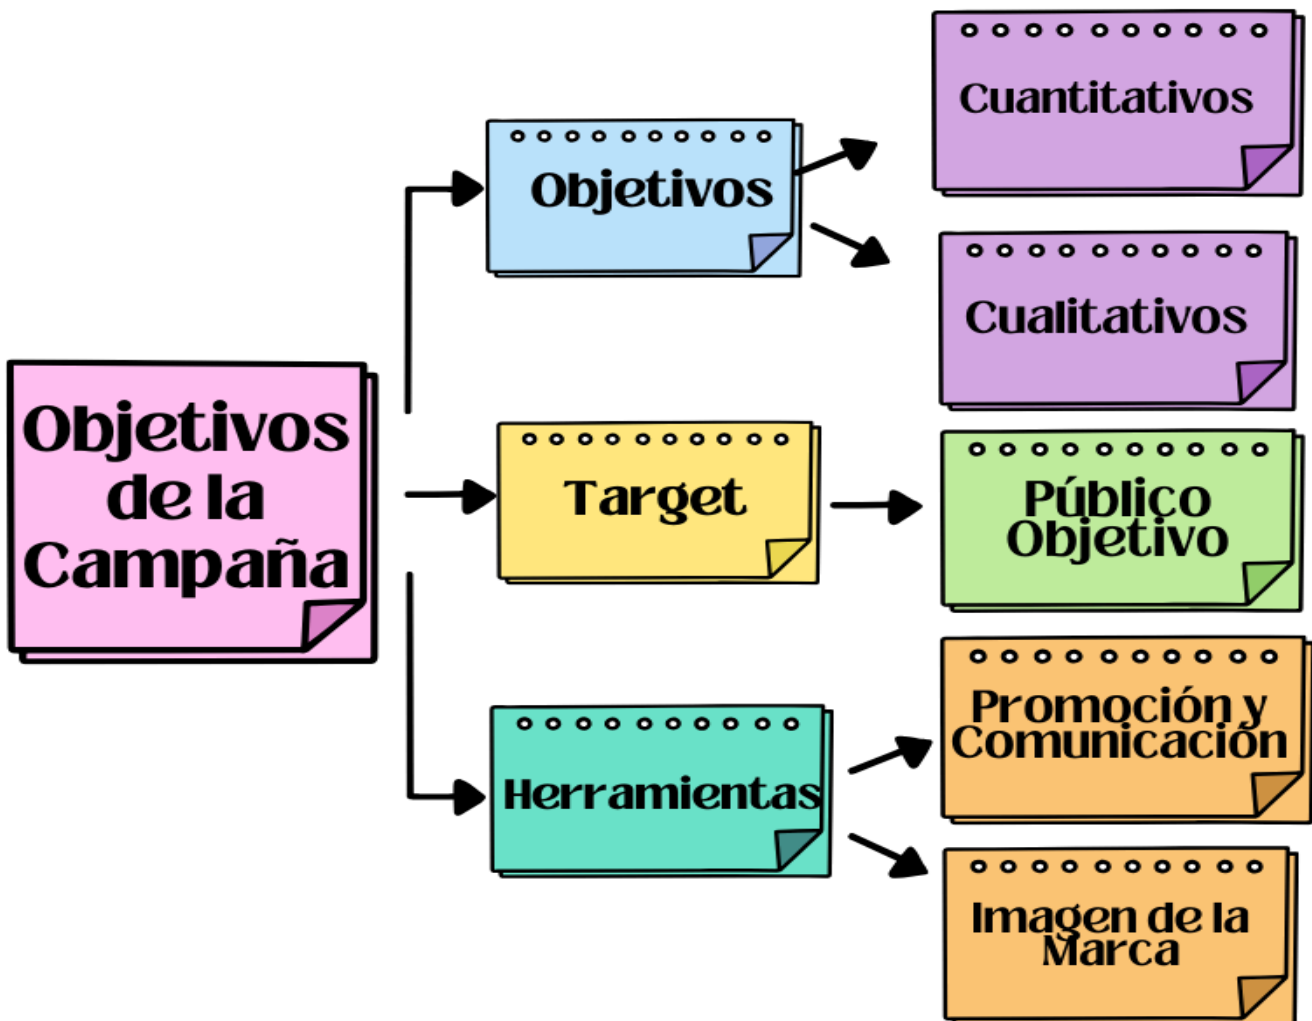 Objetivos
de la
Campaña
Objetivos
Cuantitativos
Cualitativos
Target
Público
Objetivo
Herramientas
Promoción y
Comunicación
Imagen de la
Marca